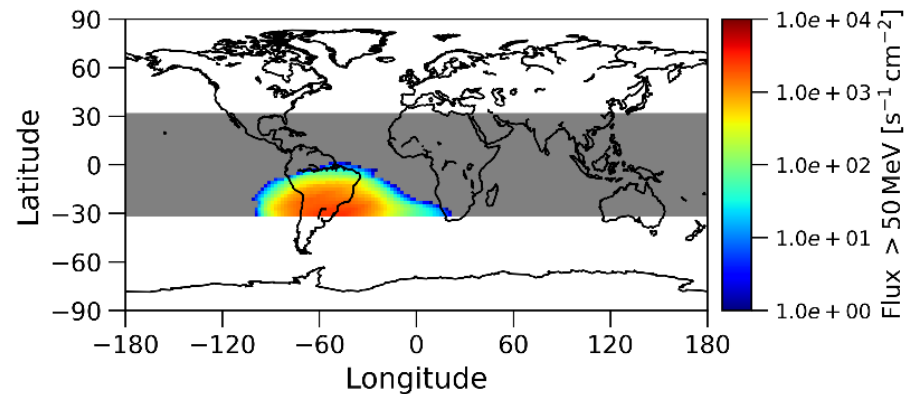 90
60
30
0
−30
−60
−90
Latitude
−180
−120
−60
0
60
120
180
Longitude
1.0e + 04
1.0e + 03
1.0e + 02
1.0e + 01
1.0e + 00
Flux > 50 MeV [s⁻¹ cm⁻²]